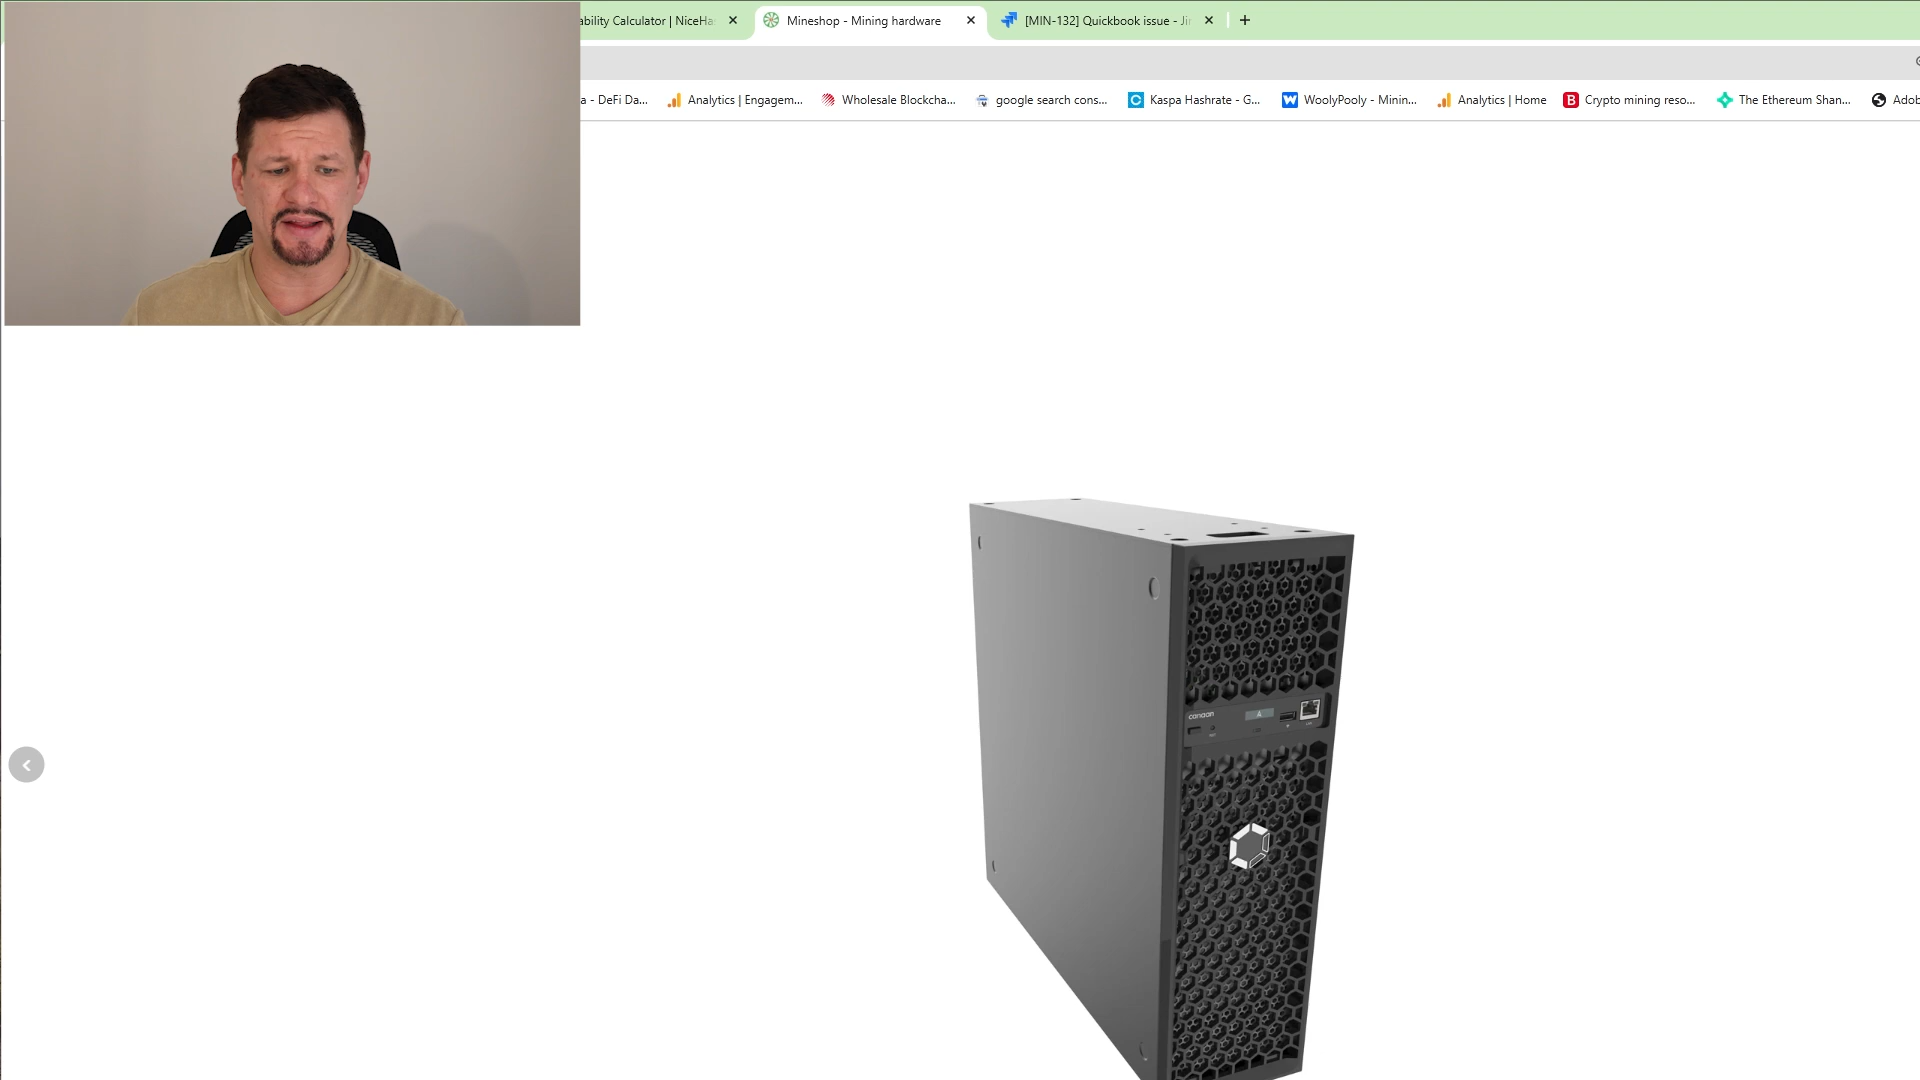 ability Calculator | NiceHa
Mineshop - Mining hardware
[MIN-132] Quickbook issue - Ji
a - DeFi Da...
Analytics | Engagem...
Wholesale Blockcha...
google search cons...
Kaspa Hashrate - G...
WoolyPooly - Minin...
Analytics | Home
Crypto mining reso...
The Ethereum Shan...
Adob
canaan